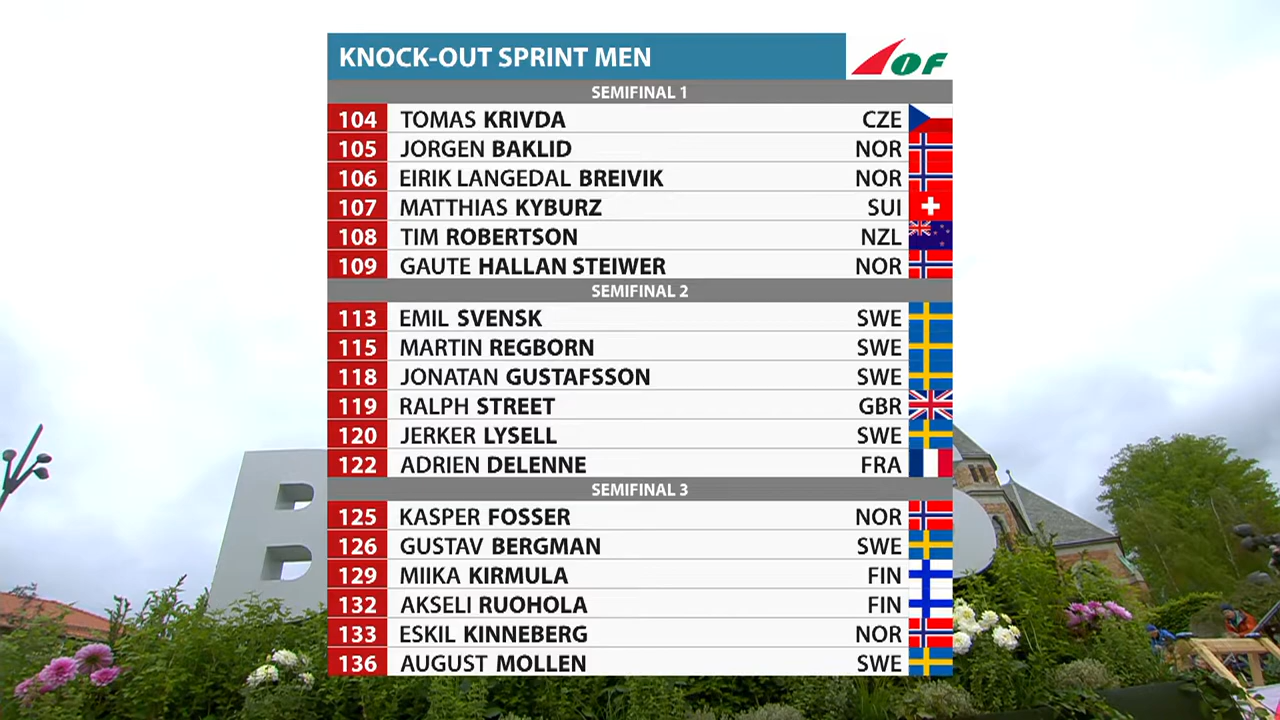 KNOCK-OUT SPRINT MEN
IOF
SEMIFINAL 1
104 TOMAS KRIVDA CZE
105 JORGEN BAKLID NOR
106 EIRIK LANGEDAL BREIVIK NOR
107 MATTHIAS KYBURZ SUI
108 TIM ROBERTSON NZL
109 GAUTE HALLAN STEIWER NOR
SEMIFINAL 2
113 EMIL SVENSK SWE
115 MARTIN REGBORN SWE
118 JONATAN GUSTAFSSON SWE
119 RALPH STREET GBR
120 JERKER LYSELL SWE
122 ADRIEN DELENNE FRA
SEMIFINAL 3
125 KASPER FOSSER NOR
126 GUSTAV BERGMAN SWE
129 MIIKA KIRMULA FIN
132 AKSELI RUOHOLA FIN
133 ESKIL KINNEBERG NOR
136 AUGUST MOLLEN SWE
B